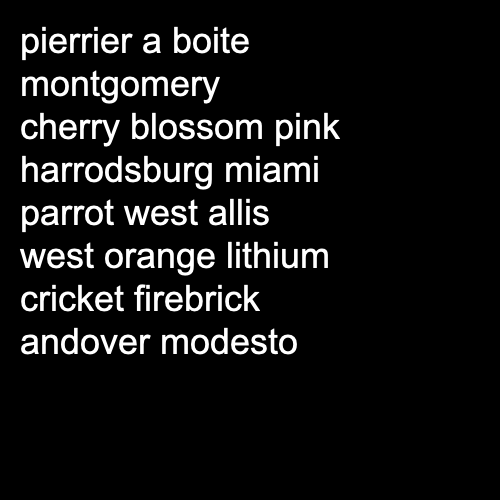 pierrier a boite
montgomery
cherry blossom pink
harrodsburg miami
parrot west allis
west orange lithium
cricket firebrick
andover modesto